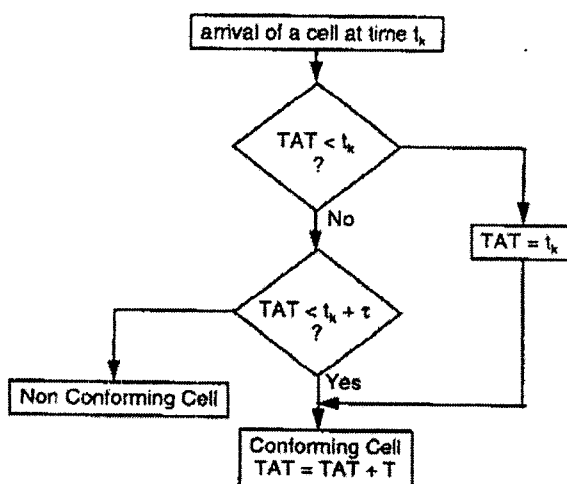 arrival of a cell at time tₖ
TAT < tₖ
?
No
TAT = tₖ
TAT < tₖ + τ
?
Yes
Non Conforming Cell
Conforming Cell
TAT = TAT + T